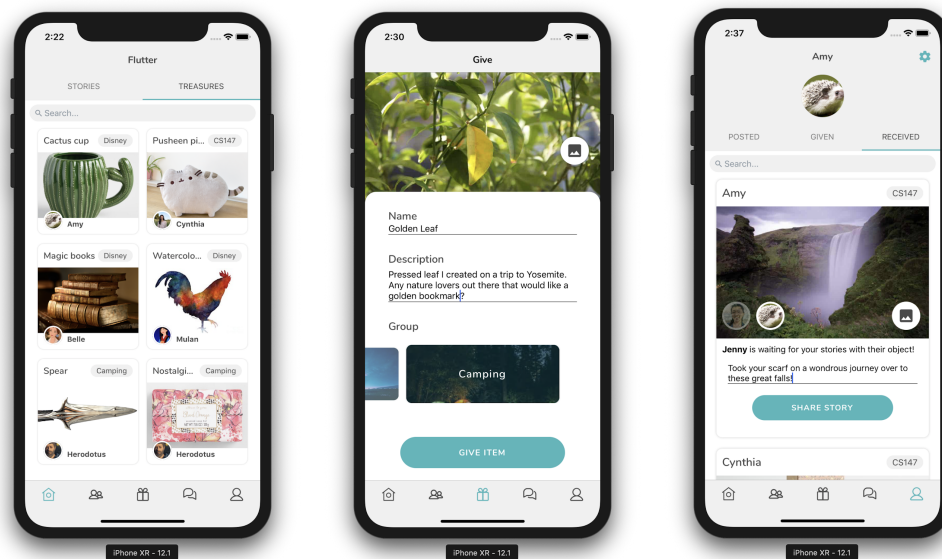 2:22
Flutter
STORIES TREASURES
Search...
Cactus cup Disney Pusheen pi... CS147
Amy Cynthia
Magic books Disney Watercolo... Disney
Belle Mulan
Spear Camping Nostalgi... Camping
Herodotus Herodotus
iPhone XR - 12.1
2:30
Give
Name
Golden Leaf
Description
Pressed leaf I created on a trip to Yosemite.
Any nature lovers out there that would like a
golden bookmark?
Group
Camping
GIVE ITEM
iPhone XR - 12.1
2:37
Amy
POSTED GIVEN RECEIVED
Search...
Amy CS147
Jenny is waiting for your stories with their object!
Took your scarf on a wondrous journey over to
these great falls!
SHARE STORY
Cynthia CS147
iPhone XR - 12.1